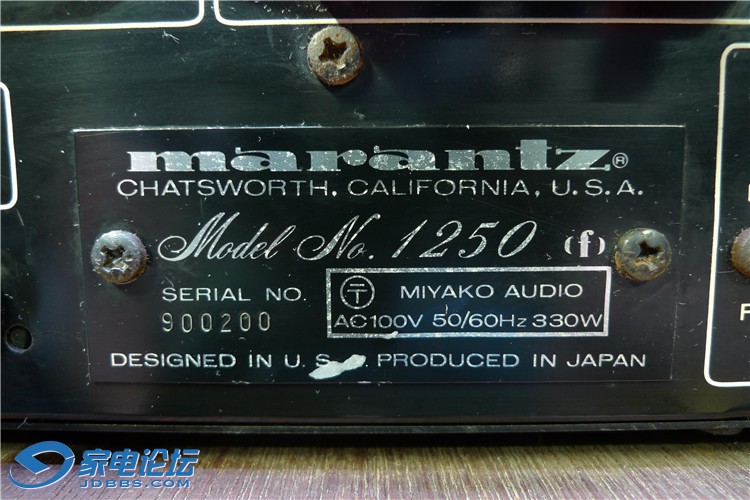 marantz®
CHATSWORTH, CALIFORNIA, U.S.A.
Model No. 1250 (f)
SERIAL NO.
900200
〒 MIYAKO AUDIO
AC100V 50/60Hz 330W
DESIGNED IN U.S. PRODUCED IN JAPAN
家电论坛
JDBBS.COM